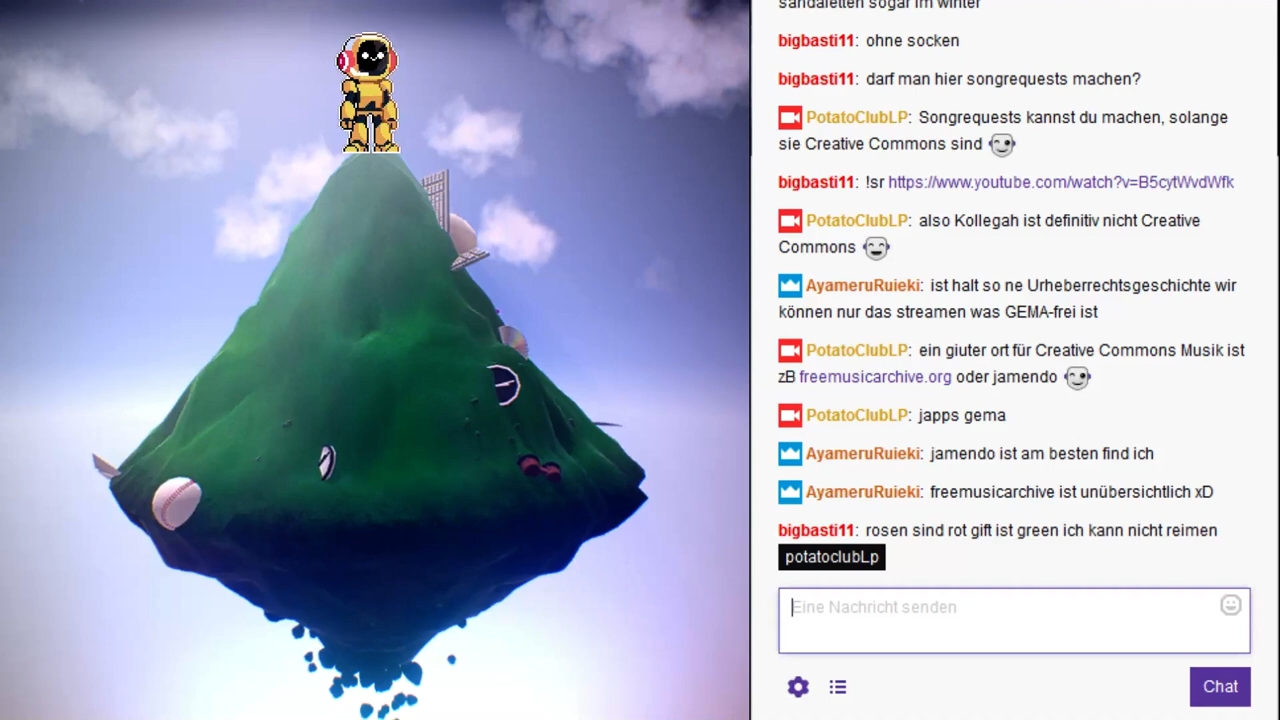 sandaletten sogar im winter
bigbasti11: ohne socken
bigbasti11: darf man hier songrequests machen?
PotatoClubLP: Songrequests kannst du machen, solange
sie Creative Commons sind
bigbasti11: !sr https://www.youtube.com/watch?v=B5cytWvdWfk
PotatoClubLP: also Kollegah ist definitiv nicht Creative
Commons
AyameruRuieki: ist halt so ne Urheberrechtsgeschichte wir
können nur das streamen was GEMA-frei ist
PotatoClubLP: ein giuter ort für Creative Commons Musik ist
zB freemusicarchive.org oder jamendo
PotatoClubLP: japps gema
AyameruRuieki: jamendo ist am besten find ich
AyameruRuieki: freemusicarchive ist unübersichtlich xD
bigbasti11: rosen sind rot gift ist green ich kann nicht reimen
potatoclubLp
Eine Nachricht senden
Chat